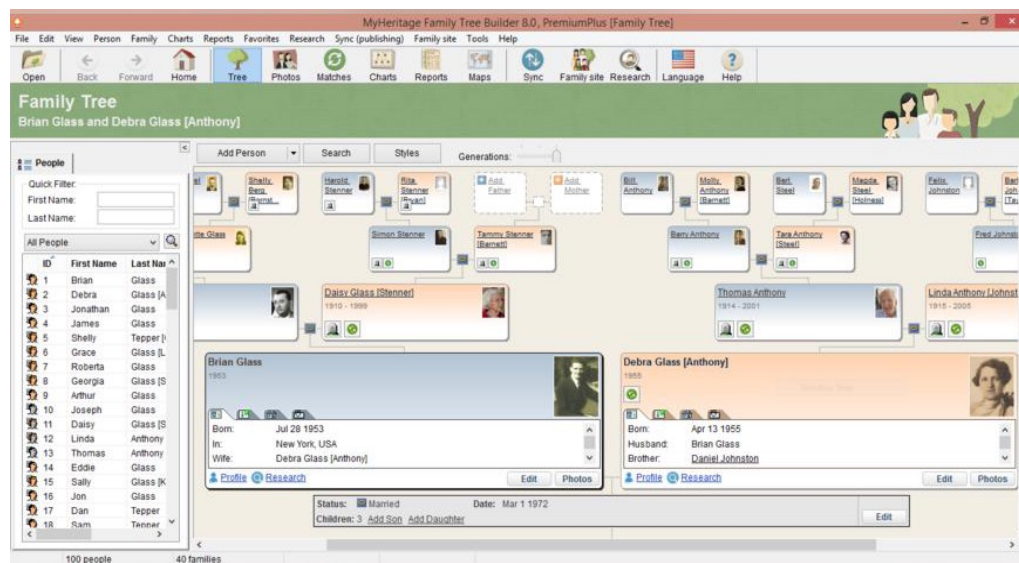 MyHeritage Family Tree Builder 8.0, PremiumPlus [Family Tree]
File Edit View Person Family Charts Reports Favorites Research Sync (publishing) Family site Tools Help
Open Back Forward Home Tree Photos Matches Charts Reports Maps Sync Family site Research Language Help
Family Tree
Brian Glass and Debra Glass [Anthony]
People
Quick Filter:
First Name:
Last Name:
All People
ID First Name Last Nar
1 Brian Glass
2 Debra Glass [A
3 Jonathan Glass
4 James Glass
5 Shelly Tepper [
6 Grace Glass [L
7 Roberta Glass
8 Georgia Glass [S
9 Arthur Glass
10 Joseph Glass
11 Daisy Glass [S
12 Linda Anthony
13 Thomas Anthony
14 Eddie Glass
15 Sally Glass [K
16 Jon Glass
17 Dan Tepper
18 Sam Tepper
Add Person Search Styles Generations:
Shelly
Berg
Harold
Stenner
Rita
Stenner
[Bryan]
Add
Father
Add
Mother
Bill
Anthony
Molly
Anthony
[Barnett]
Bert
Steel
Magda
Steel
[Holness]
Felix
Johnston
Glass
Simon Stenner
Tammy Stenner
[Barnett]
Barry Anthony
Tara Anthony
[Steel]
Fred Johnst
Daisy Glass [Stenner]
1910 - 1999
Thomas Anthony
1914 - 2001
Linda Anthony [Johnst
1915 - 2005
Brian Glass
1953
Born: Jul 28 1953
In: New York, USA
Wife: Debra Glass [Anthony]
Profile Research Edit Photos
Debra Glass [Anthony]
1955
Born: Apr 13 1955
Husband: Brian Glass
Brother: Daniel Johnston
Profile Research Edit Photos
Status: Married Date: Mar 1 1972
Children: 3 Add Son Add Daughter
Edit
100 people 40 families